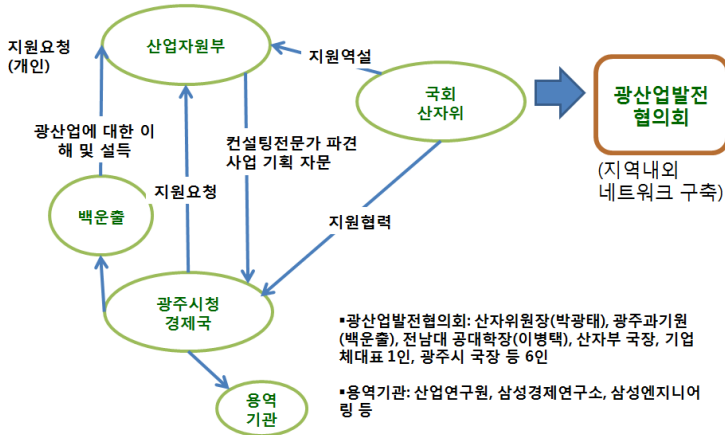 지원요청
(개인)
산업자원부
지원역설
국회
산자위
광산업발전
협의회
(지역내외
네트워크 구축)
광산업에 대한 이
해 및 설득
컨설팅전문가 파견
사업 기획 자문
지원요청
백운출
지원협력
광주시청
경제국
▪광산업발전협의회: 산자위원장(박광태), 광주과기원
(백운출), 전남대 공대학장(이병택), 산자부 국장, 기업
체대표 1인, 광주시 국장 등 6인
▪용역기관: 산업연구원, 삼성경제연구소, 삼성엔지니어
링 등
용역
기관